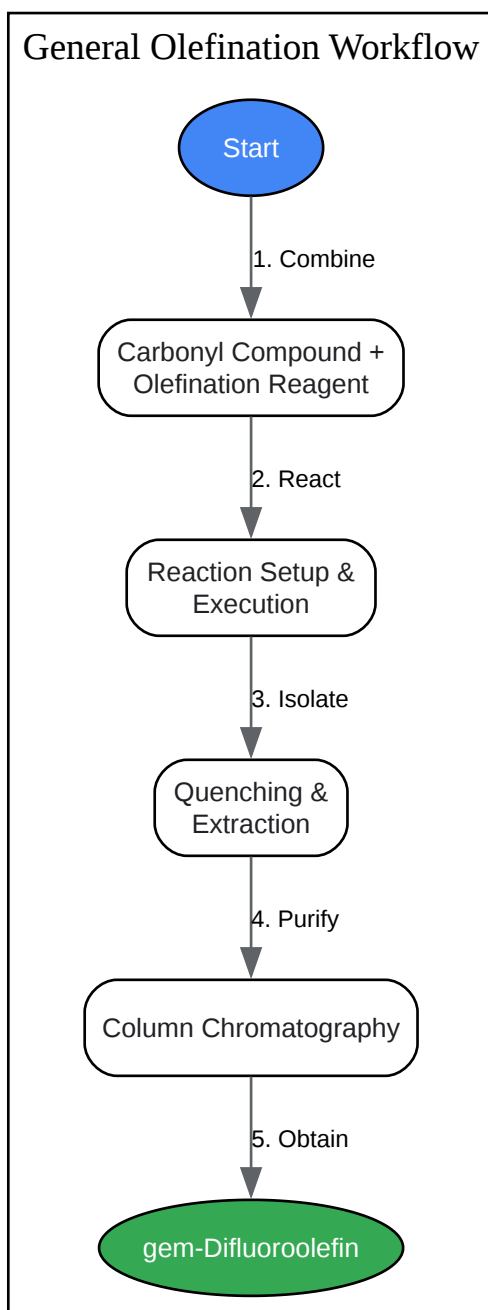 General Olefination Workflow
Start
1. Combine
Carbonyl Compound +
Olefination Reagent
2. React
Reaction Setup &
Execution
3. Isolate
Quenching &
Extraction
4. Purify
Column Chromatography
5. Obtain
gem-Difluoroolefin